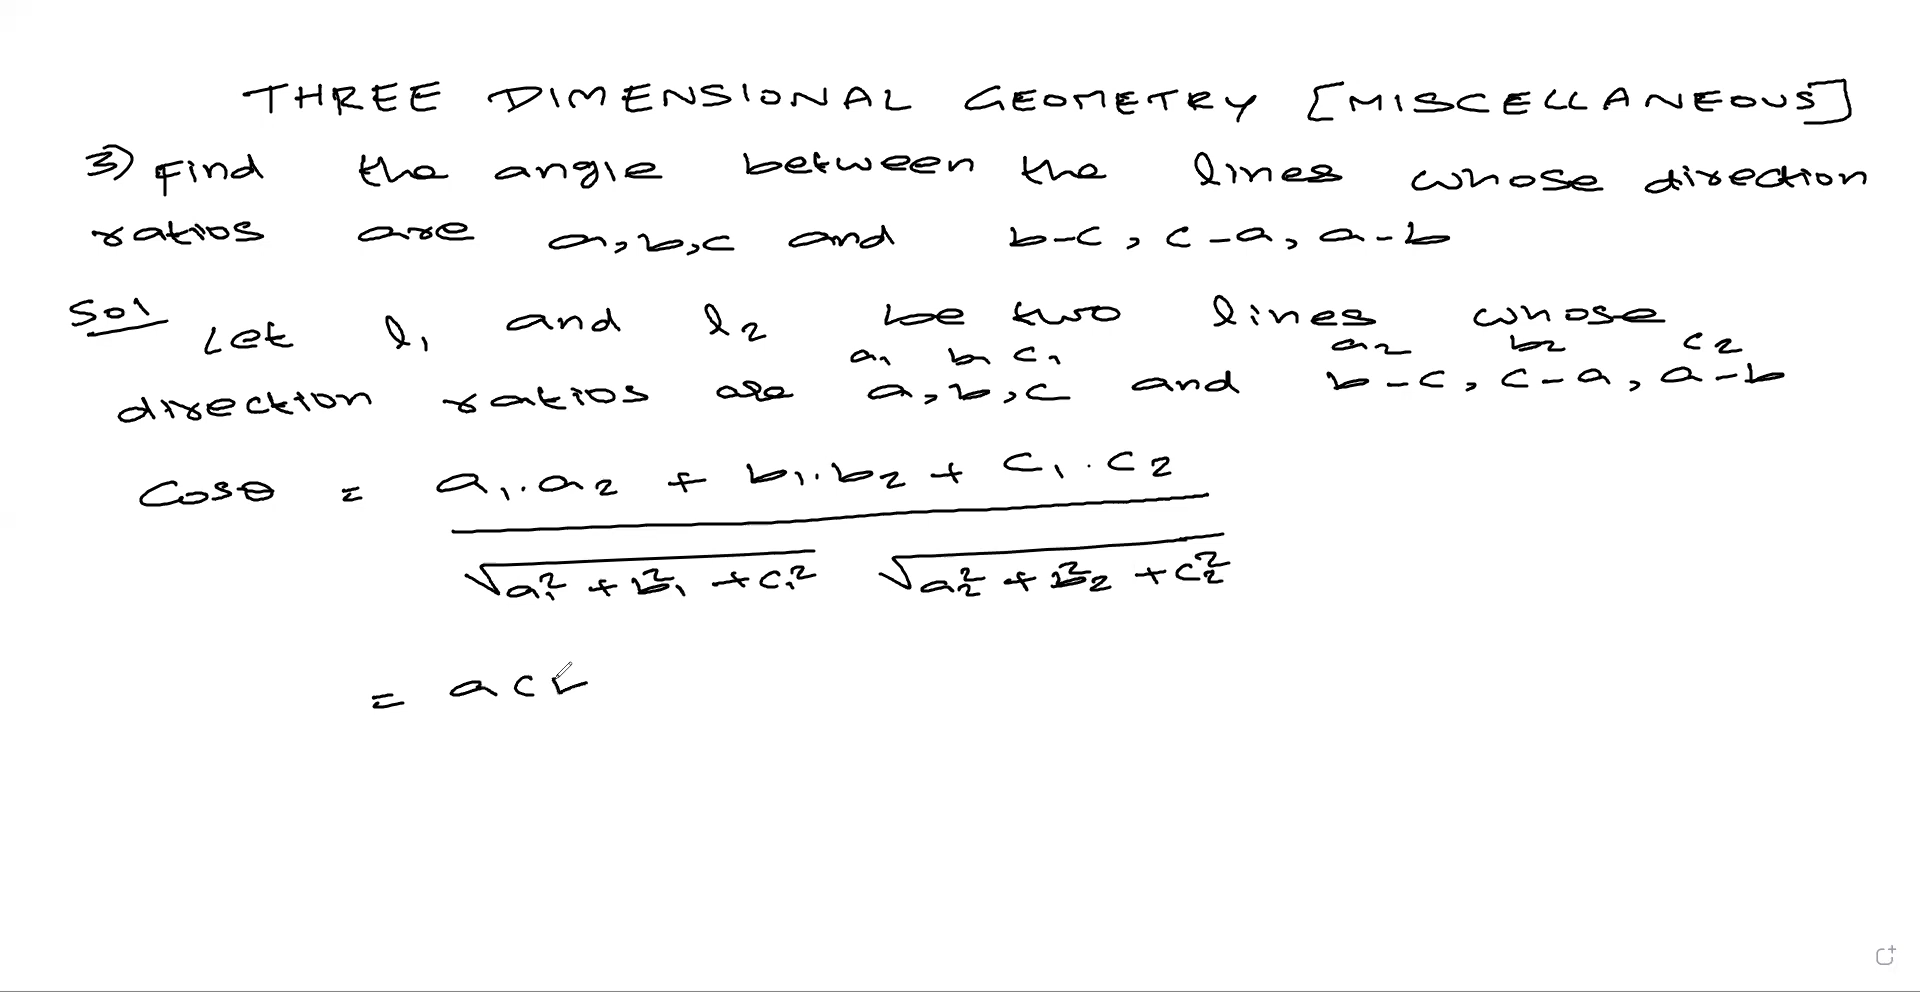 THREE DIMENSIONAL GEOMETRY [MISCELLANEOUS]
3) Find the angle between the lines whose direction
ratios are a, b, c and b-c, c-a, a-b
Sol Let l₁ and l₂ be two lines whose
a₁ b₁ c₁ a₂ b₂ c₂
direction ratios are a, b, c and b-c, c-a, a-b
Cosθ = a₁.a₂ + b₁.b₂ + c₁.c₂
√a₁² + b₁² + c₁² √a₂² + b₂² + c₂²
= a(